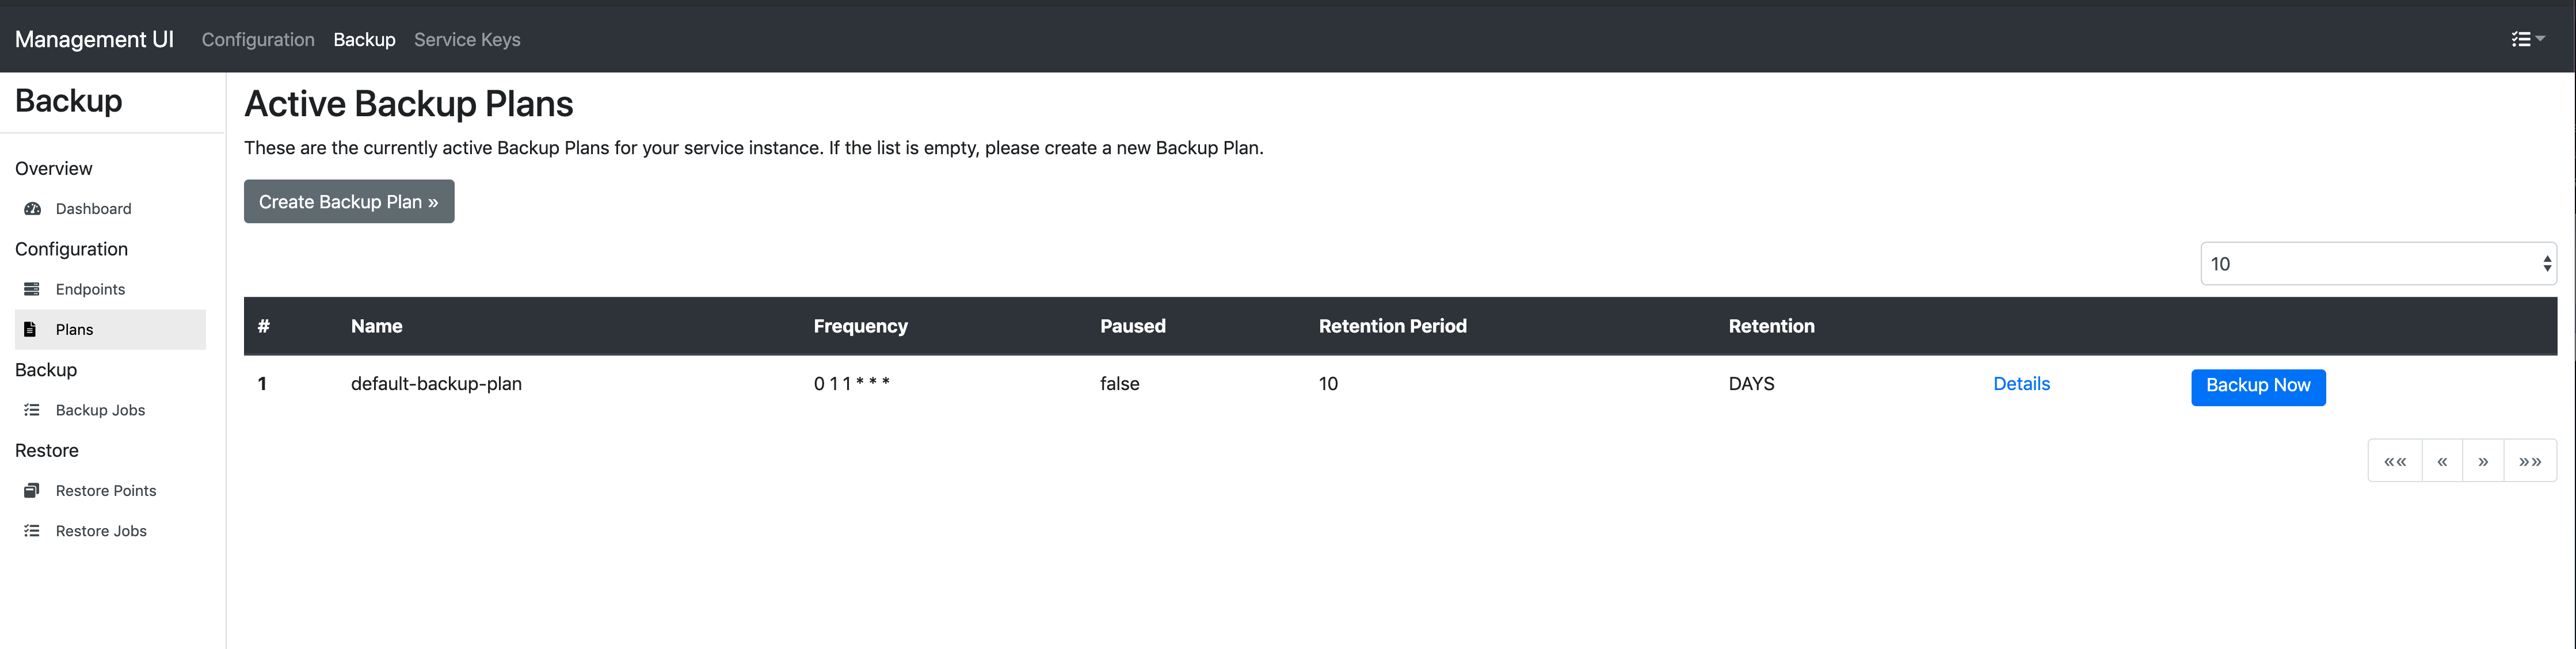 Management UI Configuration Backup Service Keys
Backup
Overview
Dashboard
Configuration
Endpoints
Plans
Backup
Backup Jobs
Restore
Restore Points
Restore Jobs
Active Backup Plans
These are the currently active Backup Plans for your service instance. If the list is empty, please create a new Backup Plan.
Create Backup Plan »
10
# Name Frequency Paused Retention Period Retention
1 default-backup-plan 0 1 1 * * * false 10 DAYS Details Backup Now
«« « » »»